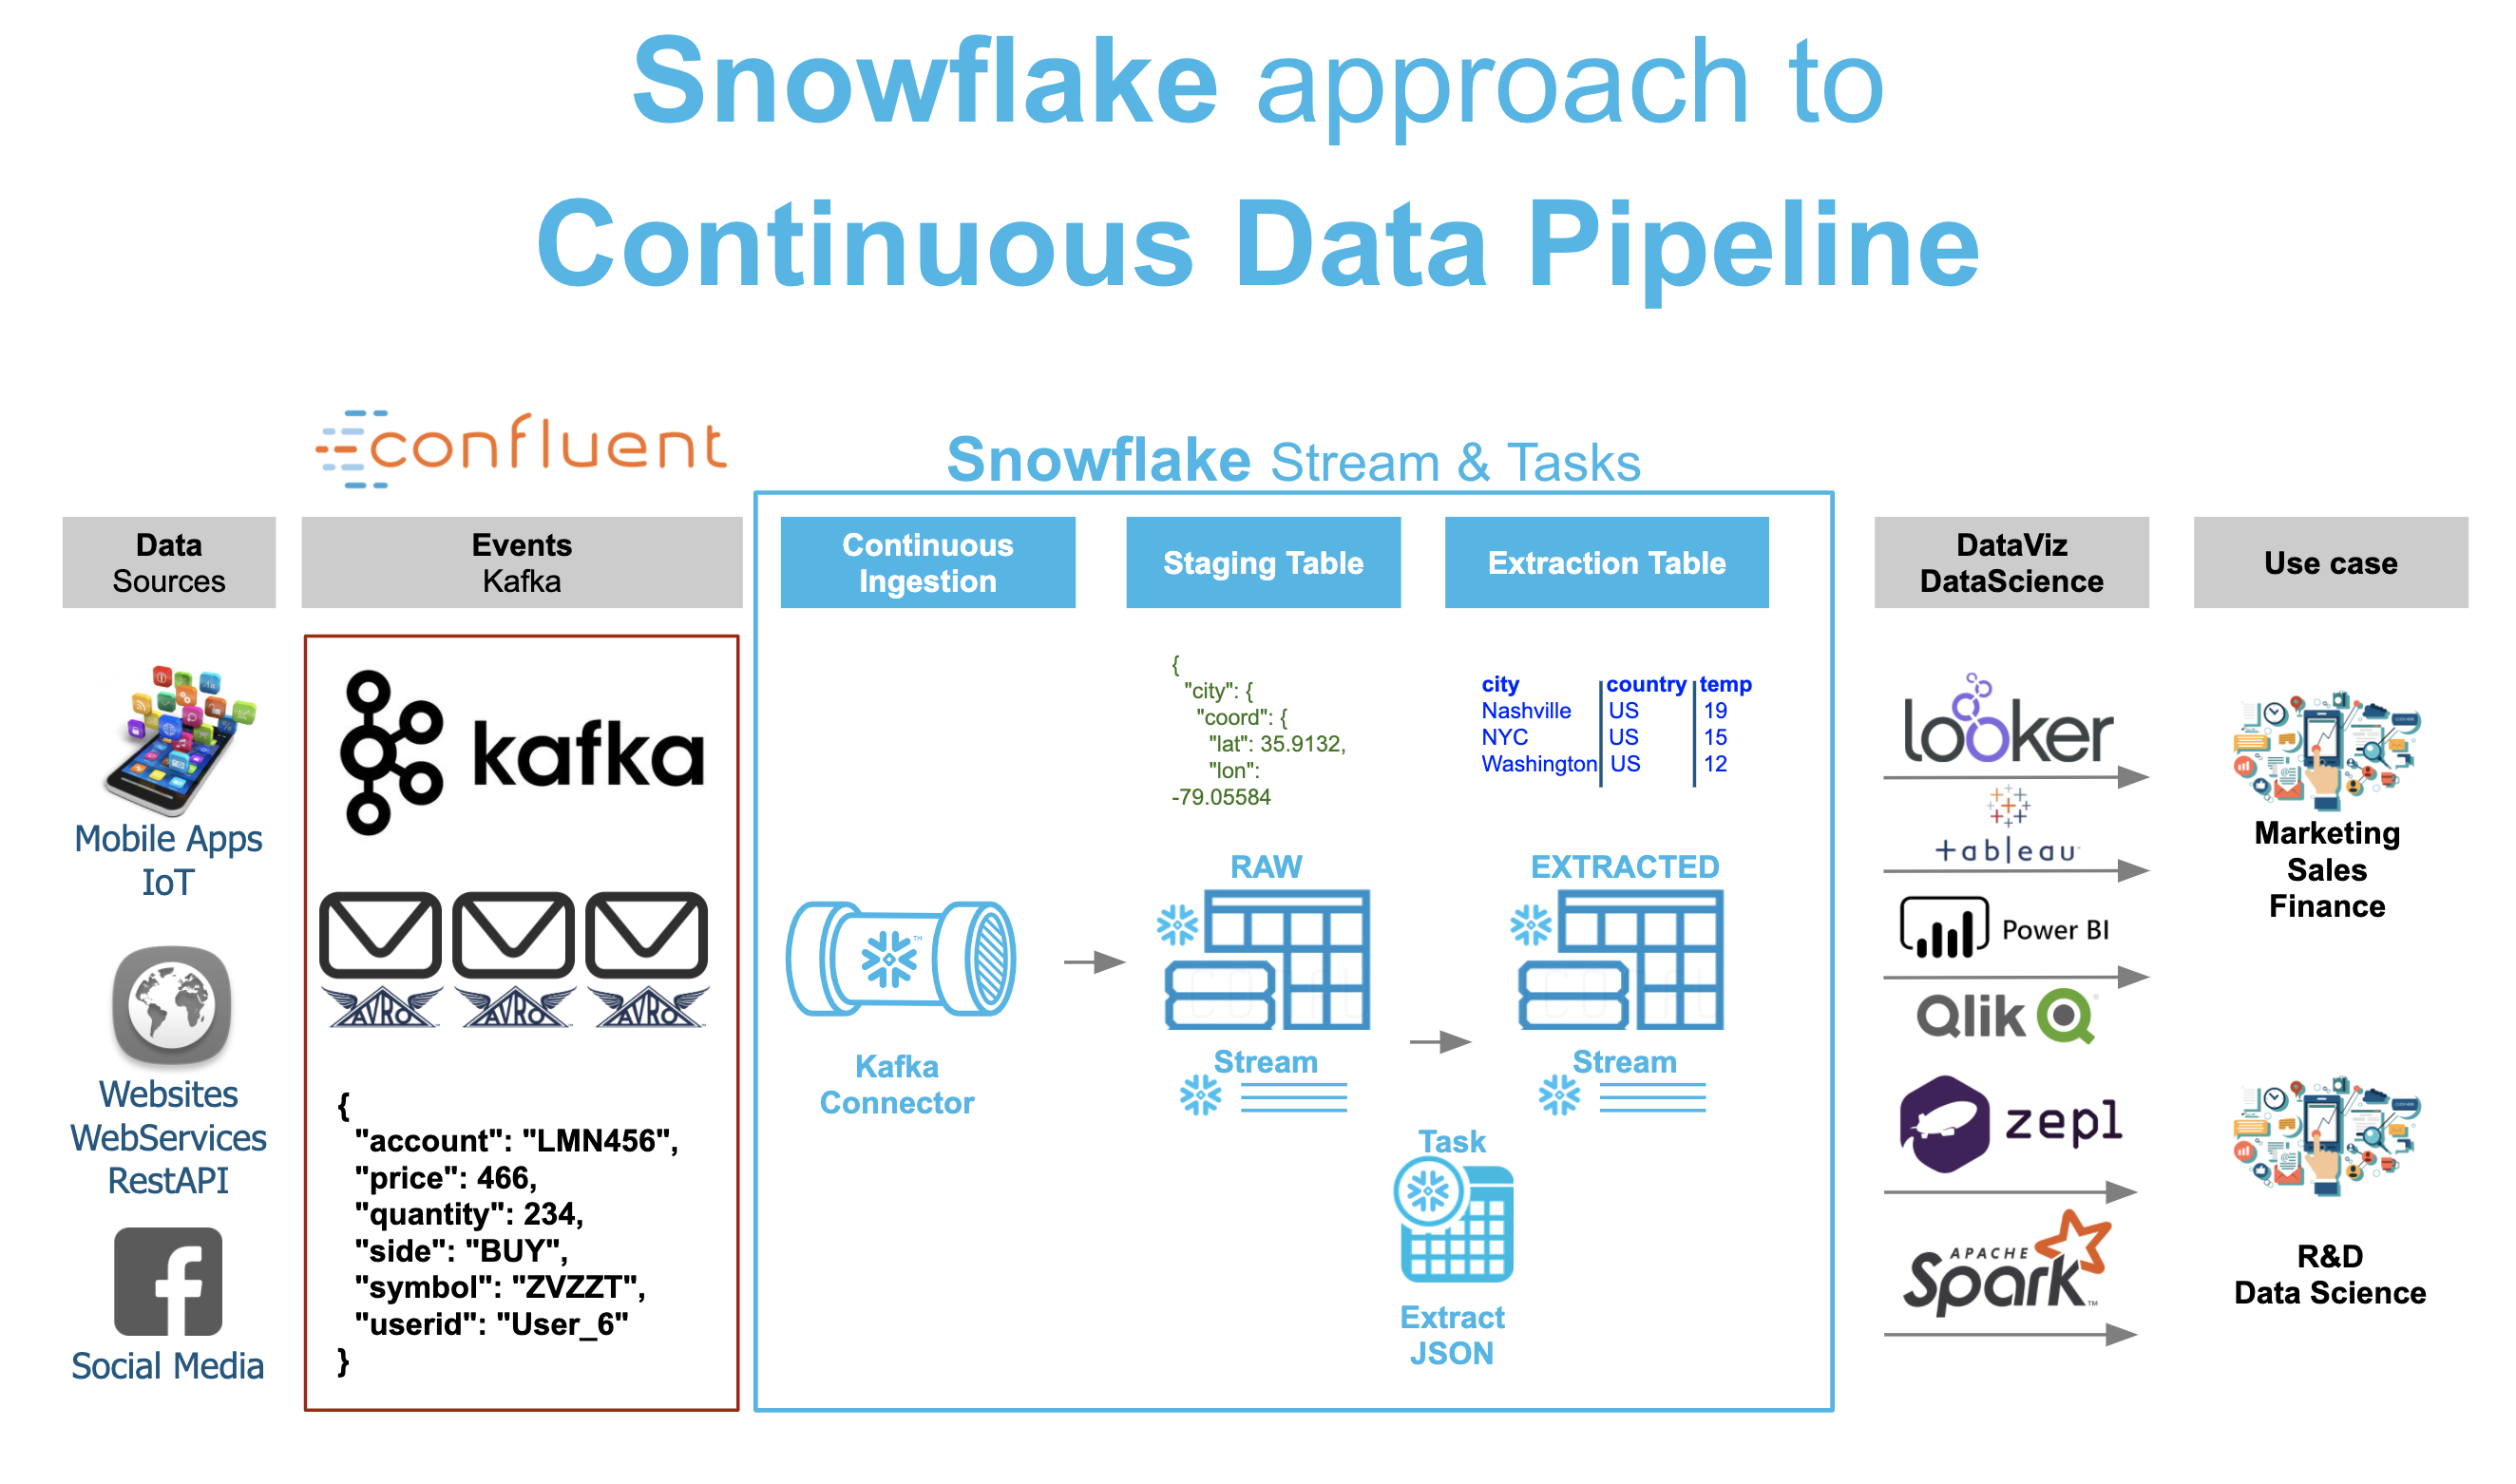 Snowflake approach to
Continuous Data Pipeline
confluent
Snowflake Stream & Tasks
Data
Sources
Events
Kafka
Continuous
Ingestion
Staging Table
Extraction Table
DataViz
DataScience
Use case
Mobile Apps
IoT
Websites
WebServices
RestAPI
Social Media
kafka
AVRO AVRO AVRO
{
"account": "LMN456",
"price": 466,
"quantity": 234,
"side": "BUY",
"symbol": "ZVZZT",
"userid": "User_6"
}
Kafka
Connector
{
"city": {
"coord": {
"lat": 35.9132,
"lon":
-79.05584
RAW
Stream
city country temp
Nashville US 19
NYC US 15
Washington US 12
EXTRACTED
Stream
Task
Extract
JSON
looker
+ableau
Power BI
Qlik
zepl
APACHE
Spark™
Marketing
Sales
Finance
R&D
Data Science